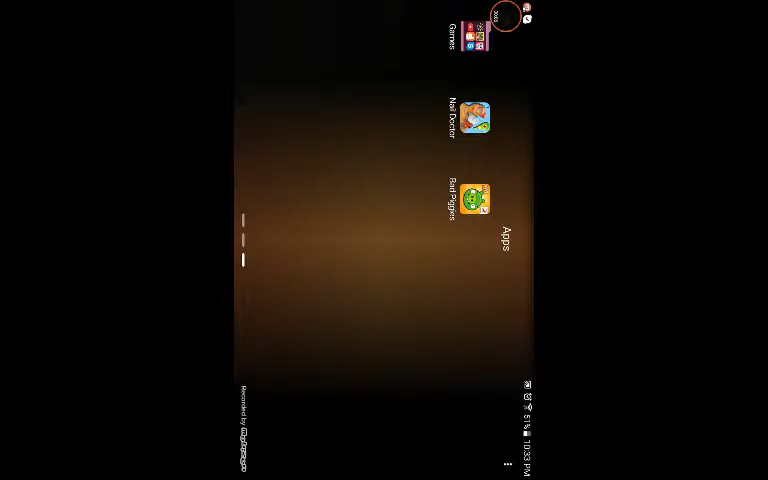 51% 10:33 PM
Apps
Games
Nail Doctor
Bad Piggies
Recorded by